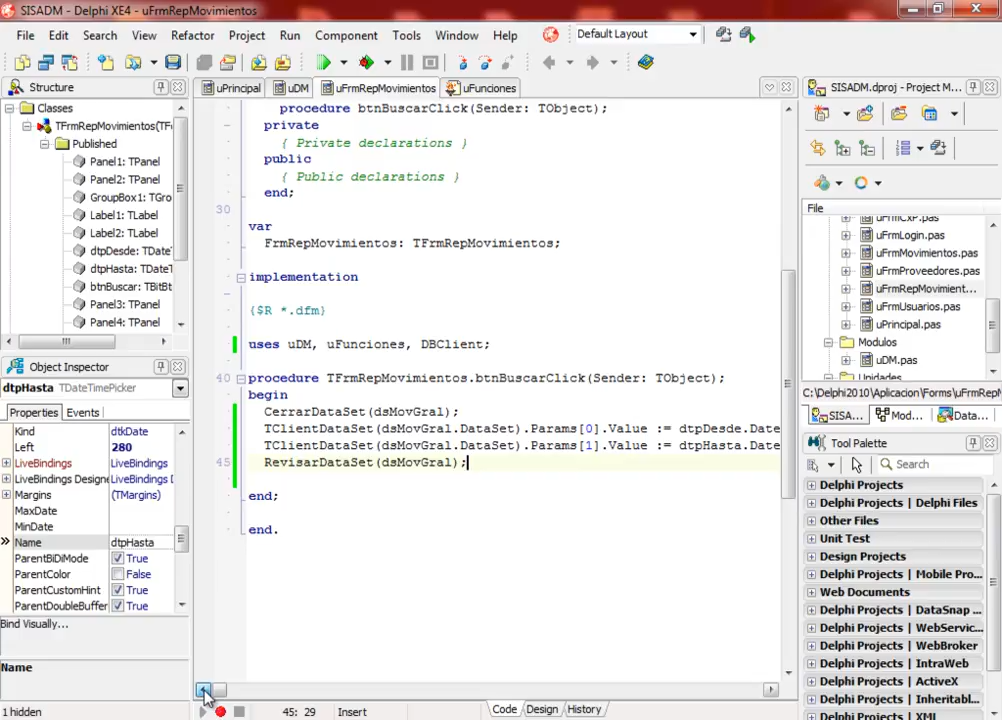 SISADM - Delphi XE4 - uFrmRepMovimientos
File Edit Search View Refactor Project Run Component Tools Window Help Default Layout
Structure
uPrincipal uDM uFrmRepMovimientos uFunciones
SISADM.dproj - Project M...
Classes
TFrmRepMovimientos(TF
Published
Panel1: TPanel
Panel2: TPanel
GroupBox1: TGro
Label1: TLabel
Label2: TLabel
dtpDesde: TDate
dtpHasta: TDateT
btnBuscar: TBitBt
Panel3: TPanel
Panel4: TPanel
procedure btnBuscarClick(Sender: TObject);
private
{ Private declarations }
public
{ Public declarations }
end;
30
var
FrmRepMovimientos: TFrmRepMovimientos;
implementation
{$R *.dfm}
uses uDM, uFunciones, DBClient;
40 procedure TFrmRepMovimientos.btnBuscarClick(Sender: TObject);
begin
CerrarDataSet(dsMovGral);
TClientDataSet(dsMovGral.DataSet).Params[0].Value := dtpDesde.Date
TClientDataSet(dsMovGral.DataSet).Params[1].Value := dtpHasta.Date
45 RevisarDataSet(dsMovGral);
end;
end.
File
uFrmCxP.pas
uFrmLogin.pas
uFrmMovimientos.pas
uFrmProveedores.pas
uFrmRepMovimient...
uFrmUsuarios.pas
uPrincipal.pas
Modulos
uDM.pas
Unidades
C:\Delphi2010\Aplicacion\Forms\uFrmRep
SISA... Mod... Data...
Object Inspector
dtpHasta TDateTimePicker
Properties Events
Kind dtkDate
Left 280
LiveBindings LiveBindings
LiveBindings Designe LiveBindings D
Margins (TMargins)
MaxDate
MinDate
Name dtpHasta
ParentBiDiMode True
ParentColor False
ParentCustomHint True
ParentDoubleBuffer True
Bind Visually...
Name
1 hidden
Tool Palette
Search
Delphi Projects
Delphi Projects | Delphi Files
Other Files
Unit Test
Design Projects
Delphi Projects | Mobile Pro...
Web Documents
Delphi Projects | DataSnap
Delphi Projects | WebServic...
Delphi Projects | WebBroker
Delphi Projects | IntraWeb
Delphi Projects | ActiveX
Delphi Projects | Inheritabl...
Delphi Projects | XML
45: 29 Insert Code Design History